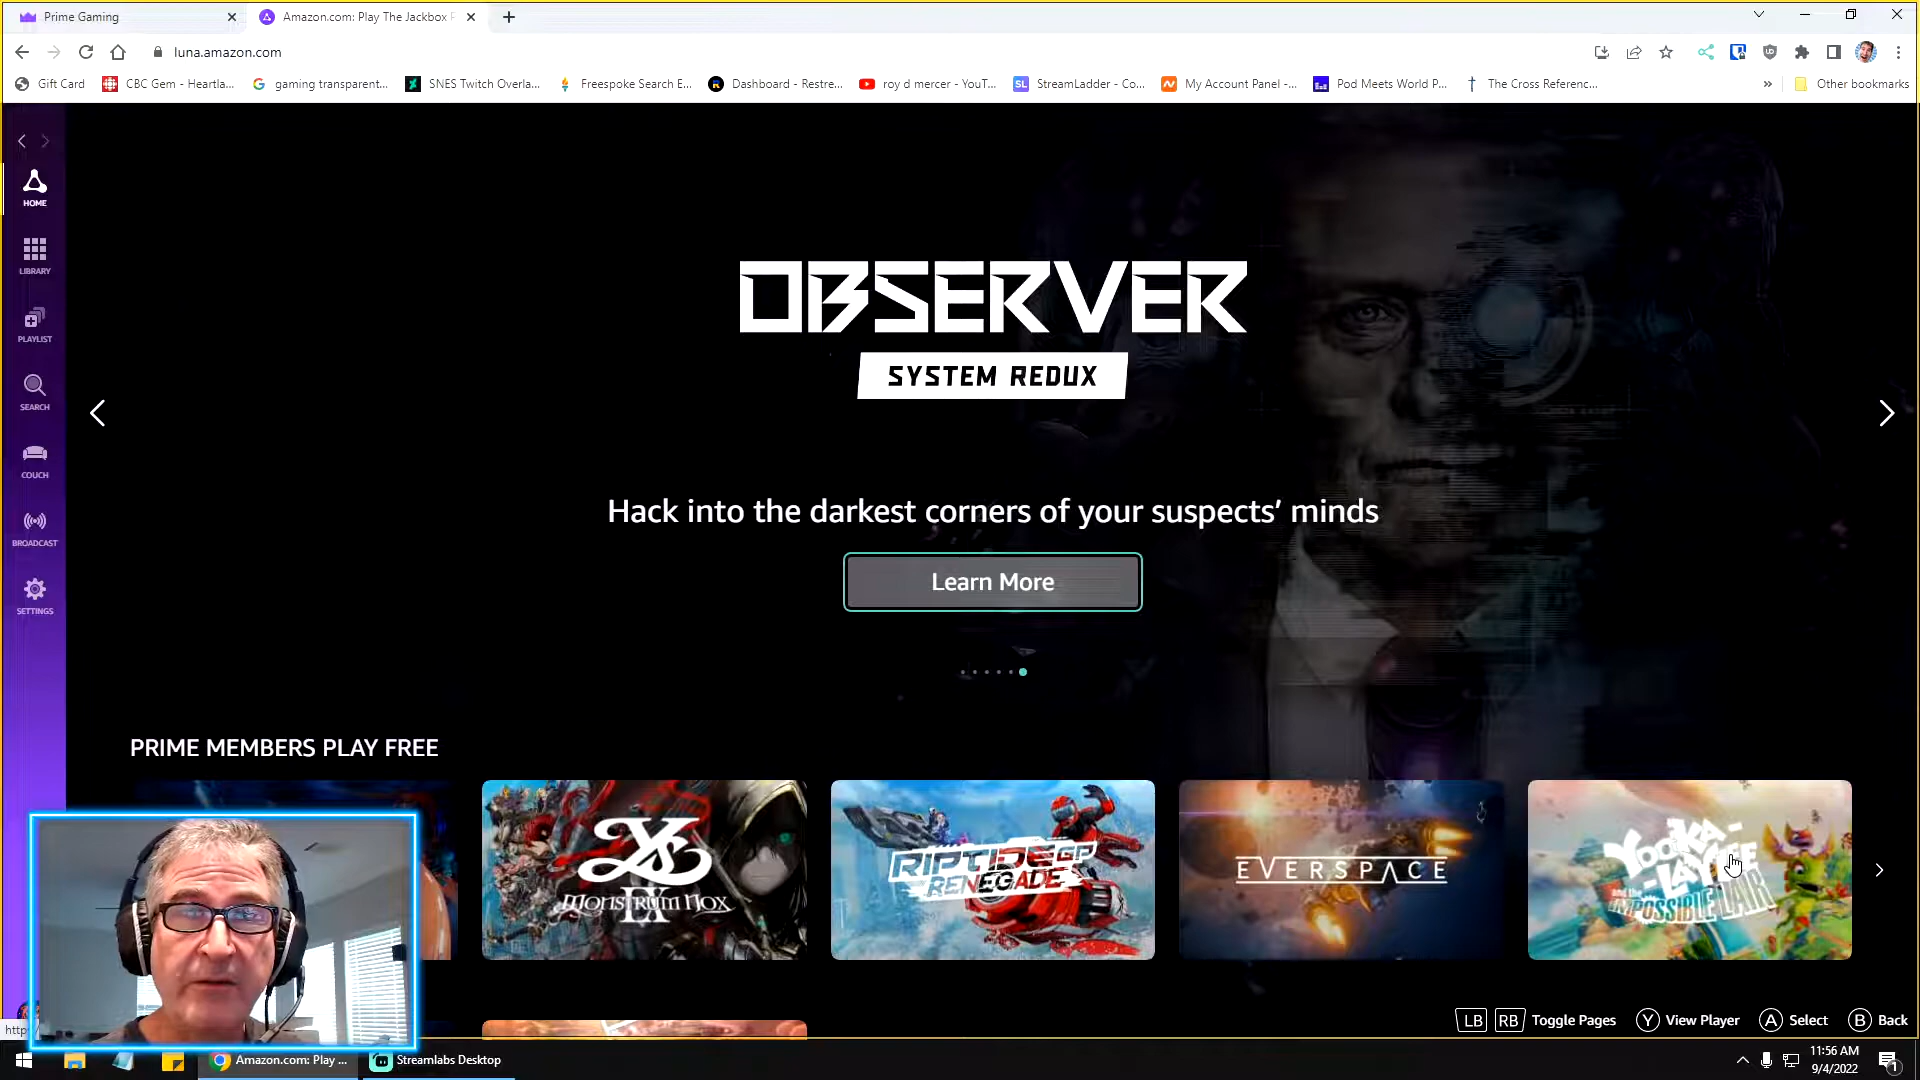 Prime Gaming
Amazon.com: Play The Jackbox P
luna.amazon.com
Gift Card
CBC Gem - Heartla...
gaming transparent...
SNES Twitch Overla...
Freespoke Search E...
Dashboard - Restre...
roy d mercer - YouT...
StreamLadder - Co...
My Account Panel -...
Pod Meets World P...
The Cross Referenc...
»
Other bookmarks
HOME
LIBRARY
PLAYLIST
SEARCH
COUCH
BROADCAST
SETTINGS
OBSERVER
SYSTEM REDUX
Hack into the darkest corners of your suspects' minds
Learn More
PRIME MEMBERS PLAY FREE
Ys
IX
MONSTRUM NOX
RIPTIDE GP
RENEGADE
EVERSPACE
YOOKA-
LAYLEE
and the
IMPOSSIBLE LAIR
LB RB Toggle Pages Y View Player A Select B Back
http
Amazon.com: Play ...
Streamlabs Desktop
11:56 AM
9/4/2022
1